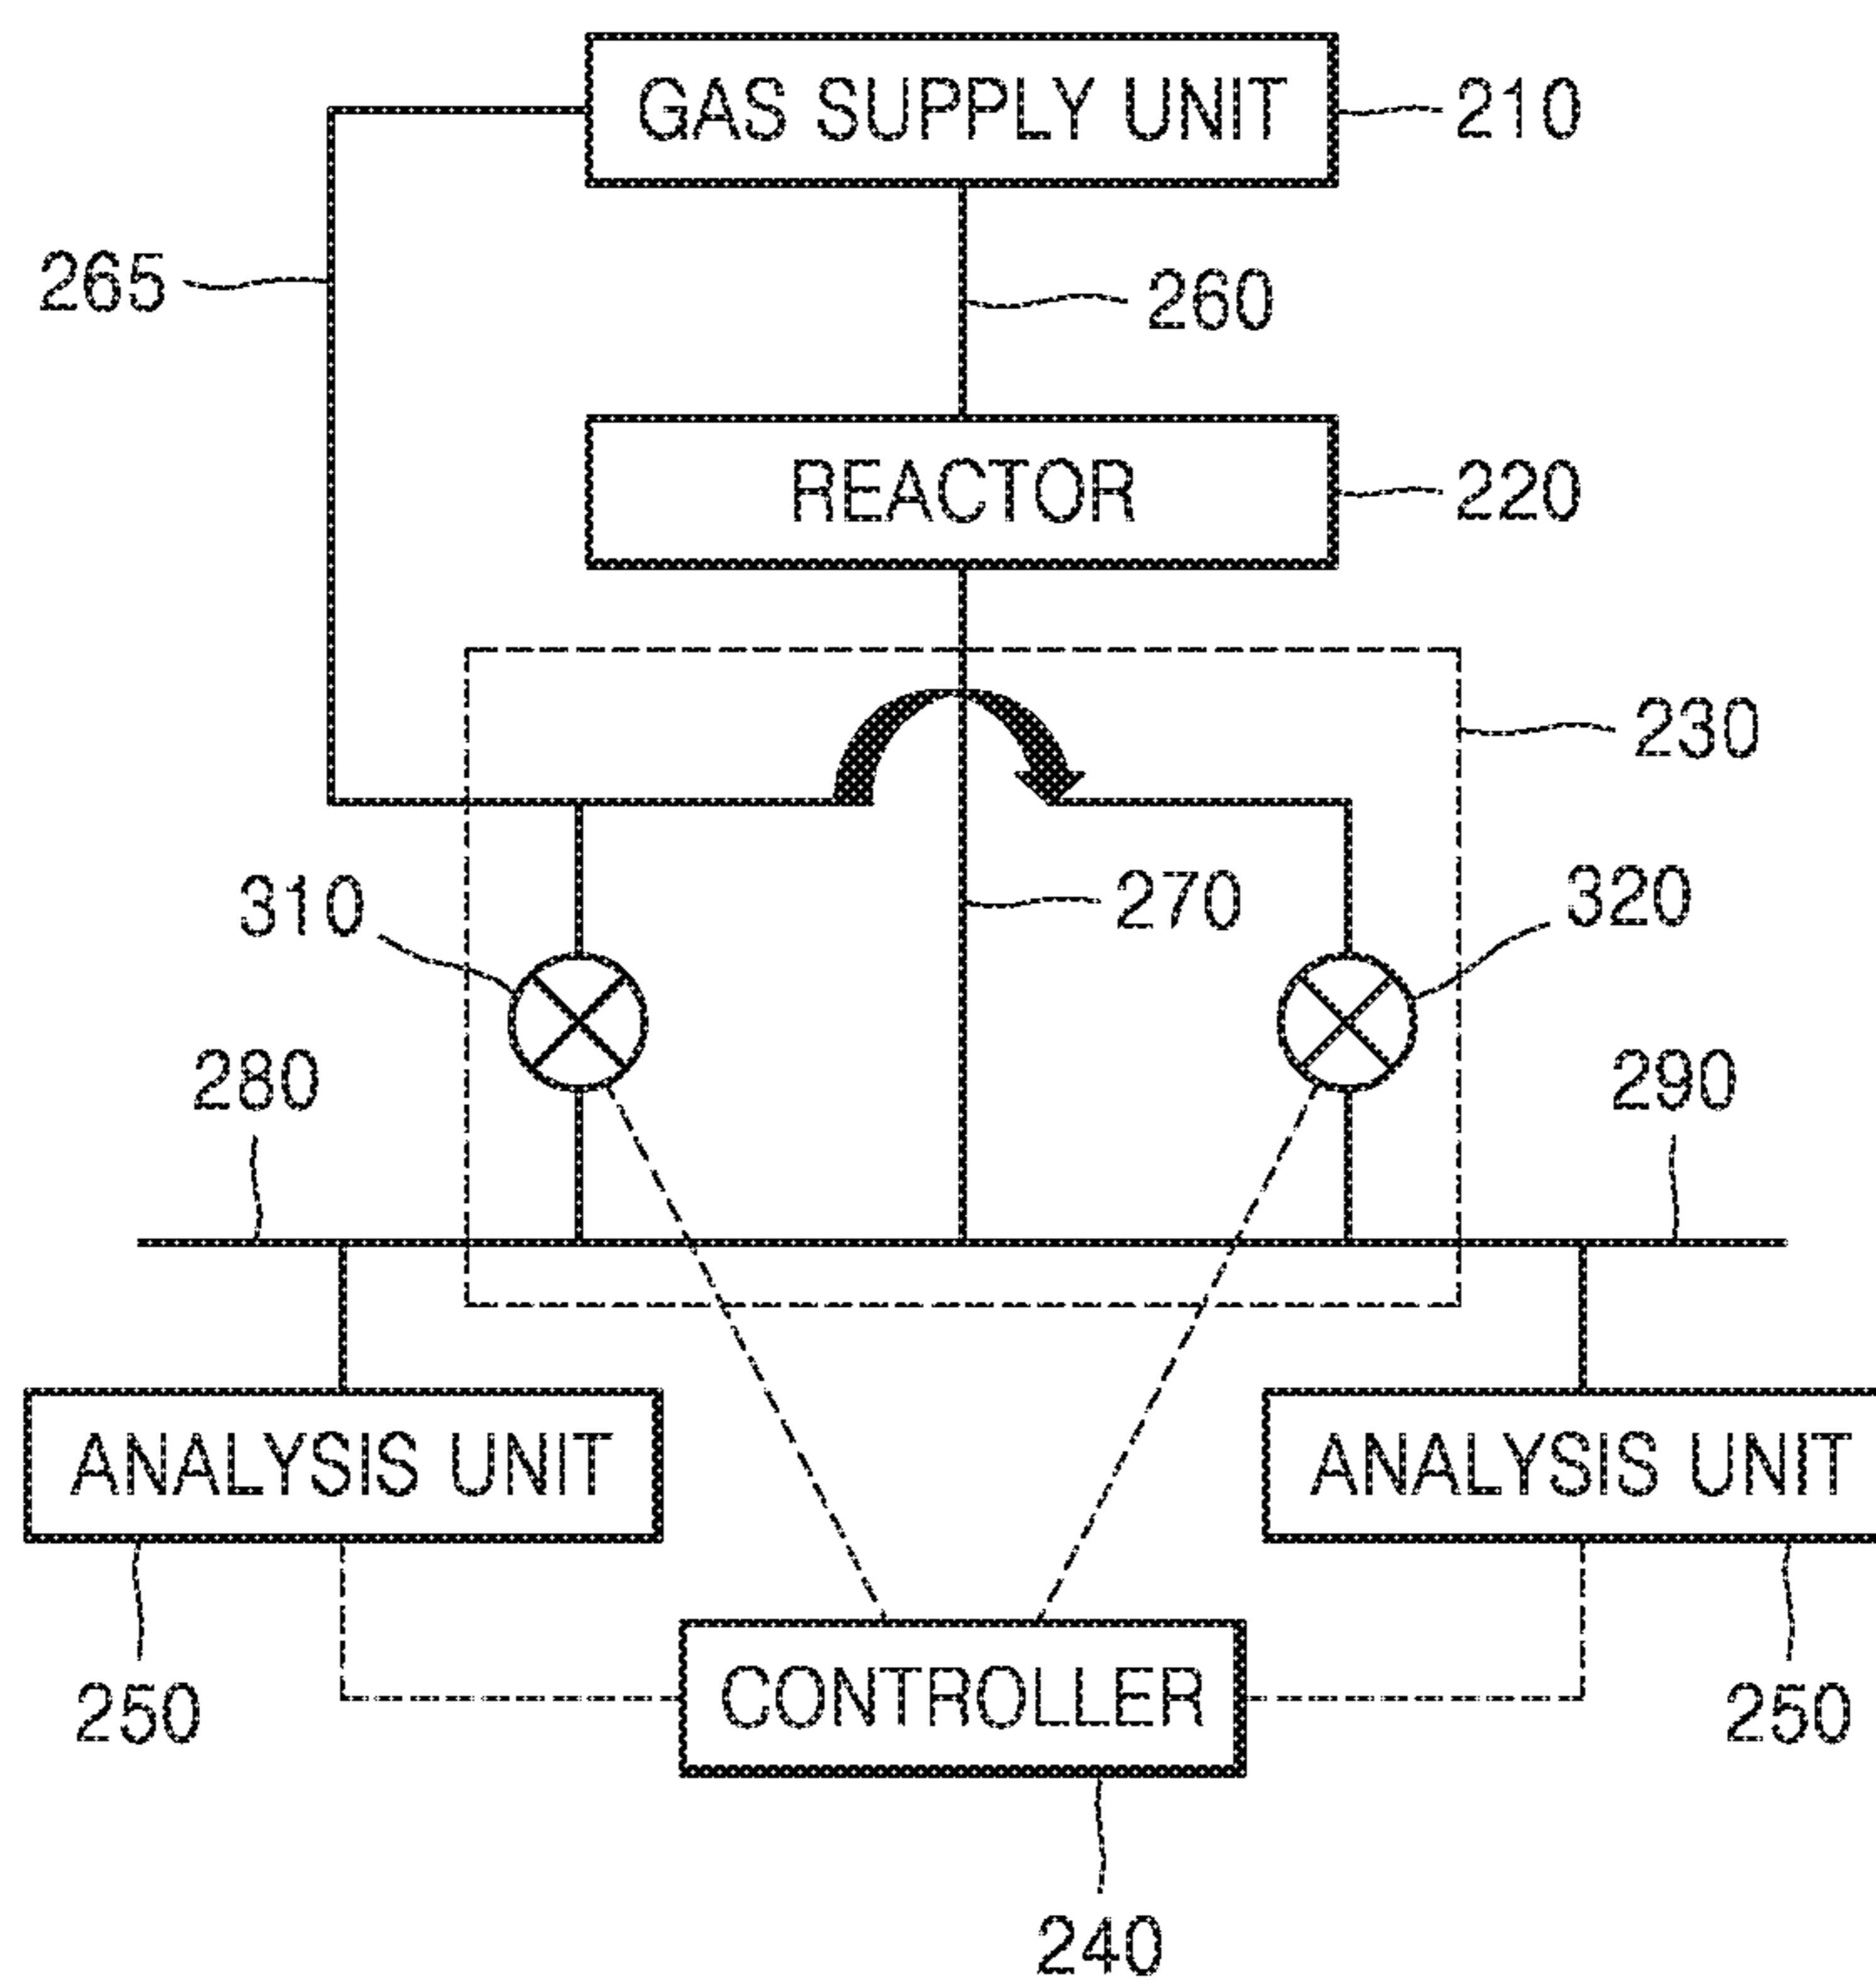 GAS SUPPLY UNIT
210
265
260
REACTOR
220
230
310
270
320
280
290
ANALYSIS UNIT
ANALYSIS UNIT
250
CONTROLLER
250
240